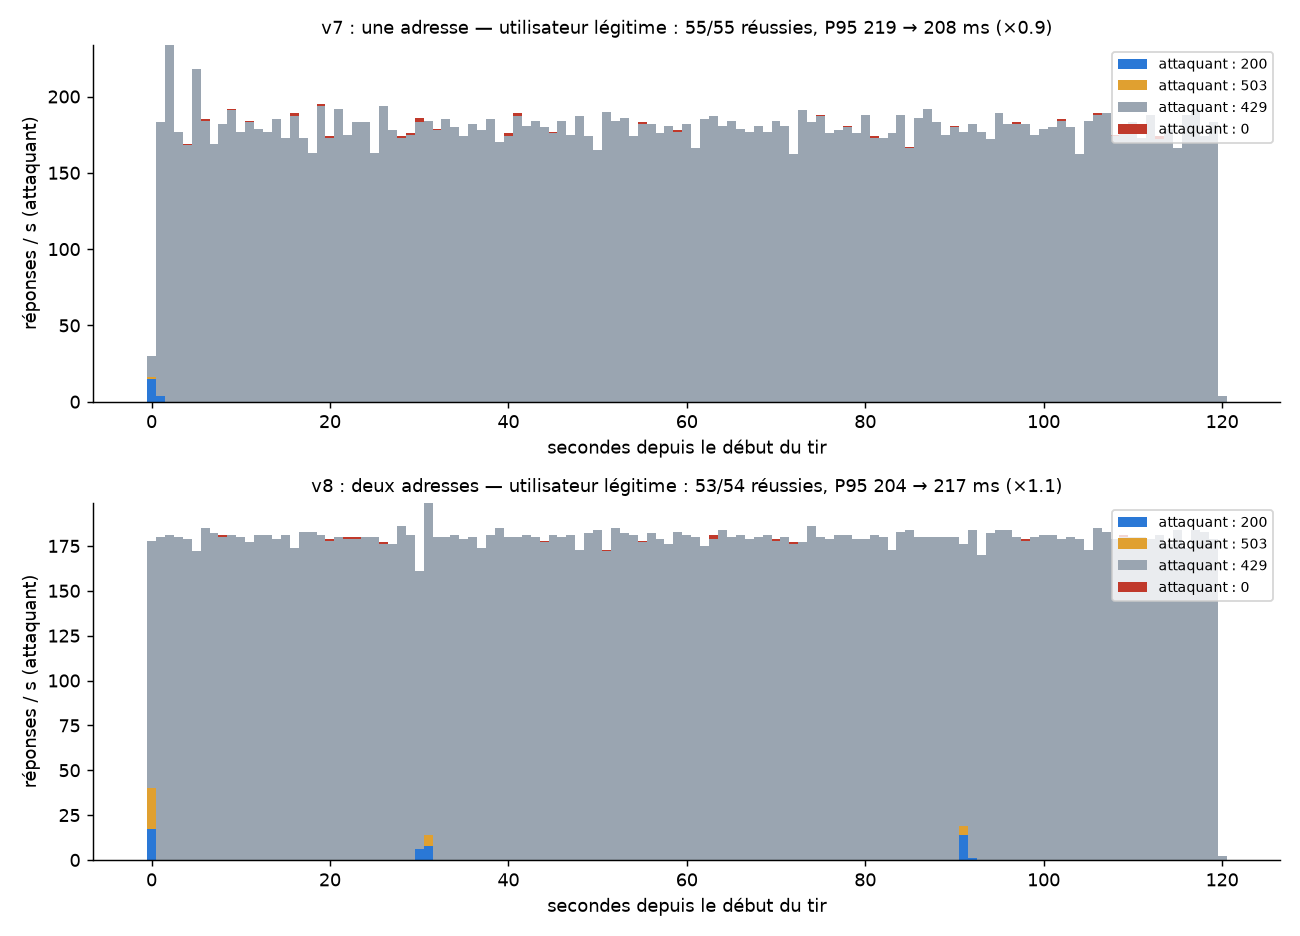 v7 : une adresse — utilisateur légitime : 55/55 réussies, P95 219 → 208 ms (×0.9)
réponses / s (attaquant)
200
150
100
50
0
attaquant : 200
attaquant : 503
attaquant : 429
attaquant : 0
0 20 40 60 80 100 120
secondes depuis le début du tir
v8 : deux adresses — utilisateur légitime : 53/54 réussies, P95 204 → 217 ms (×1.1)
réponses / s (attaquant)
175
150
125
100
75
50
25
0
attaquant : 200
attaquant : 503
attaquant : 429
attaquant : 0
0 20 40 60 80 100 120
secondes depuis le début du tir